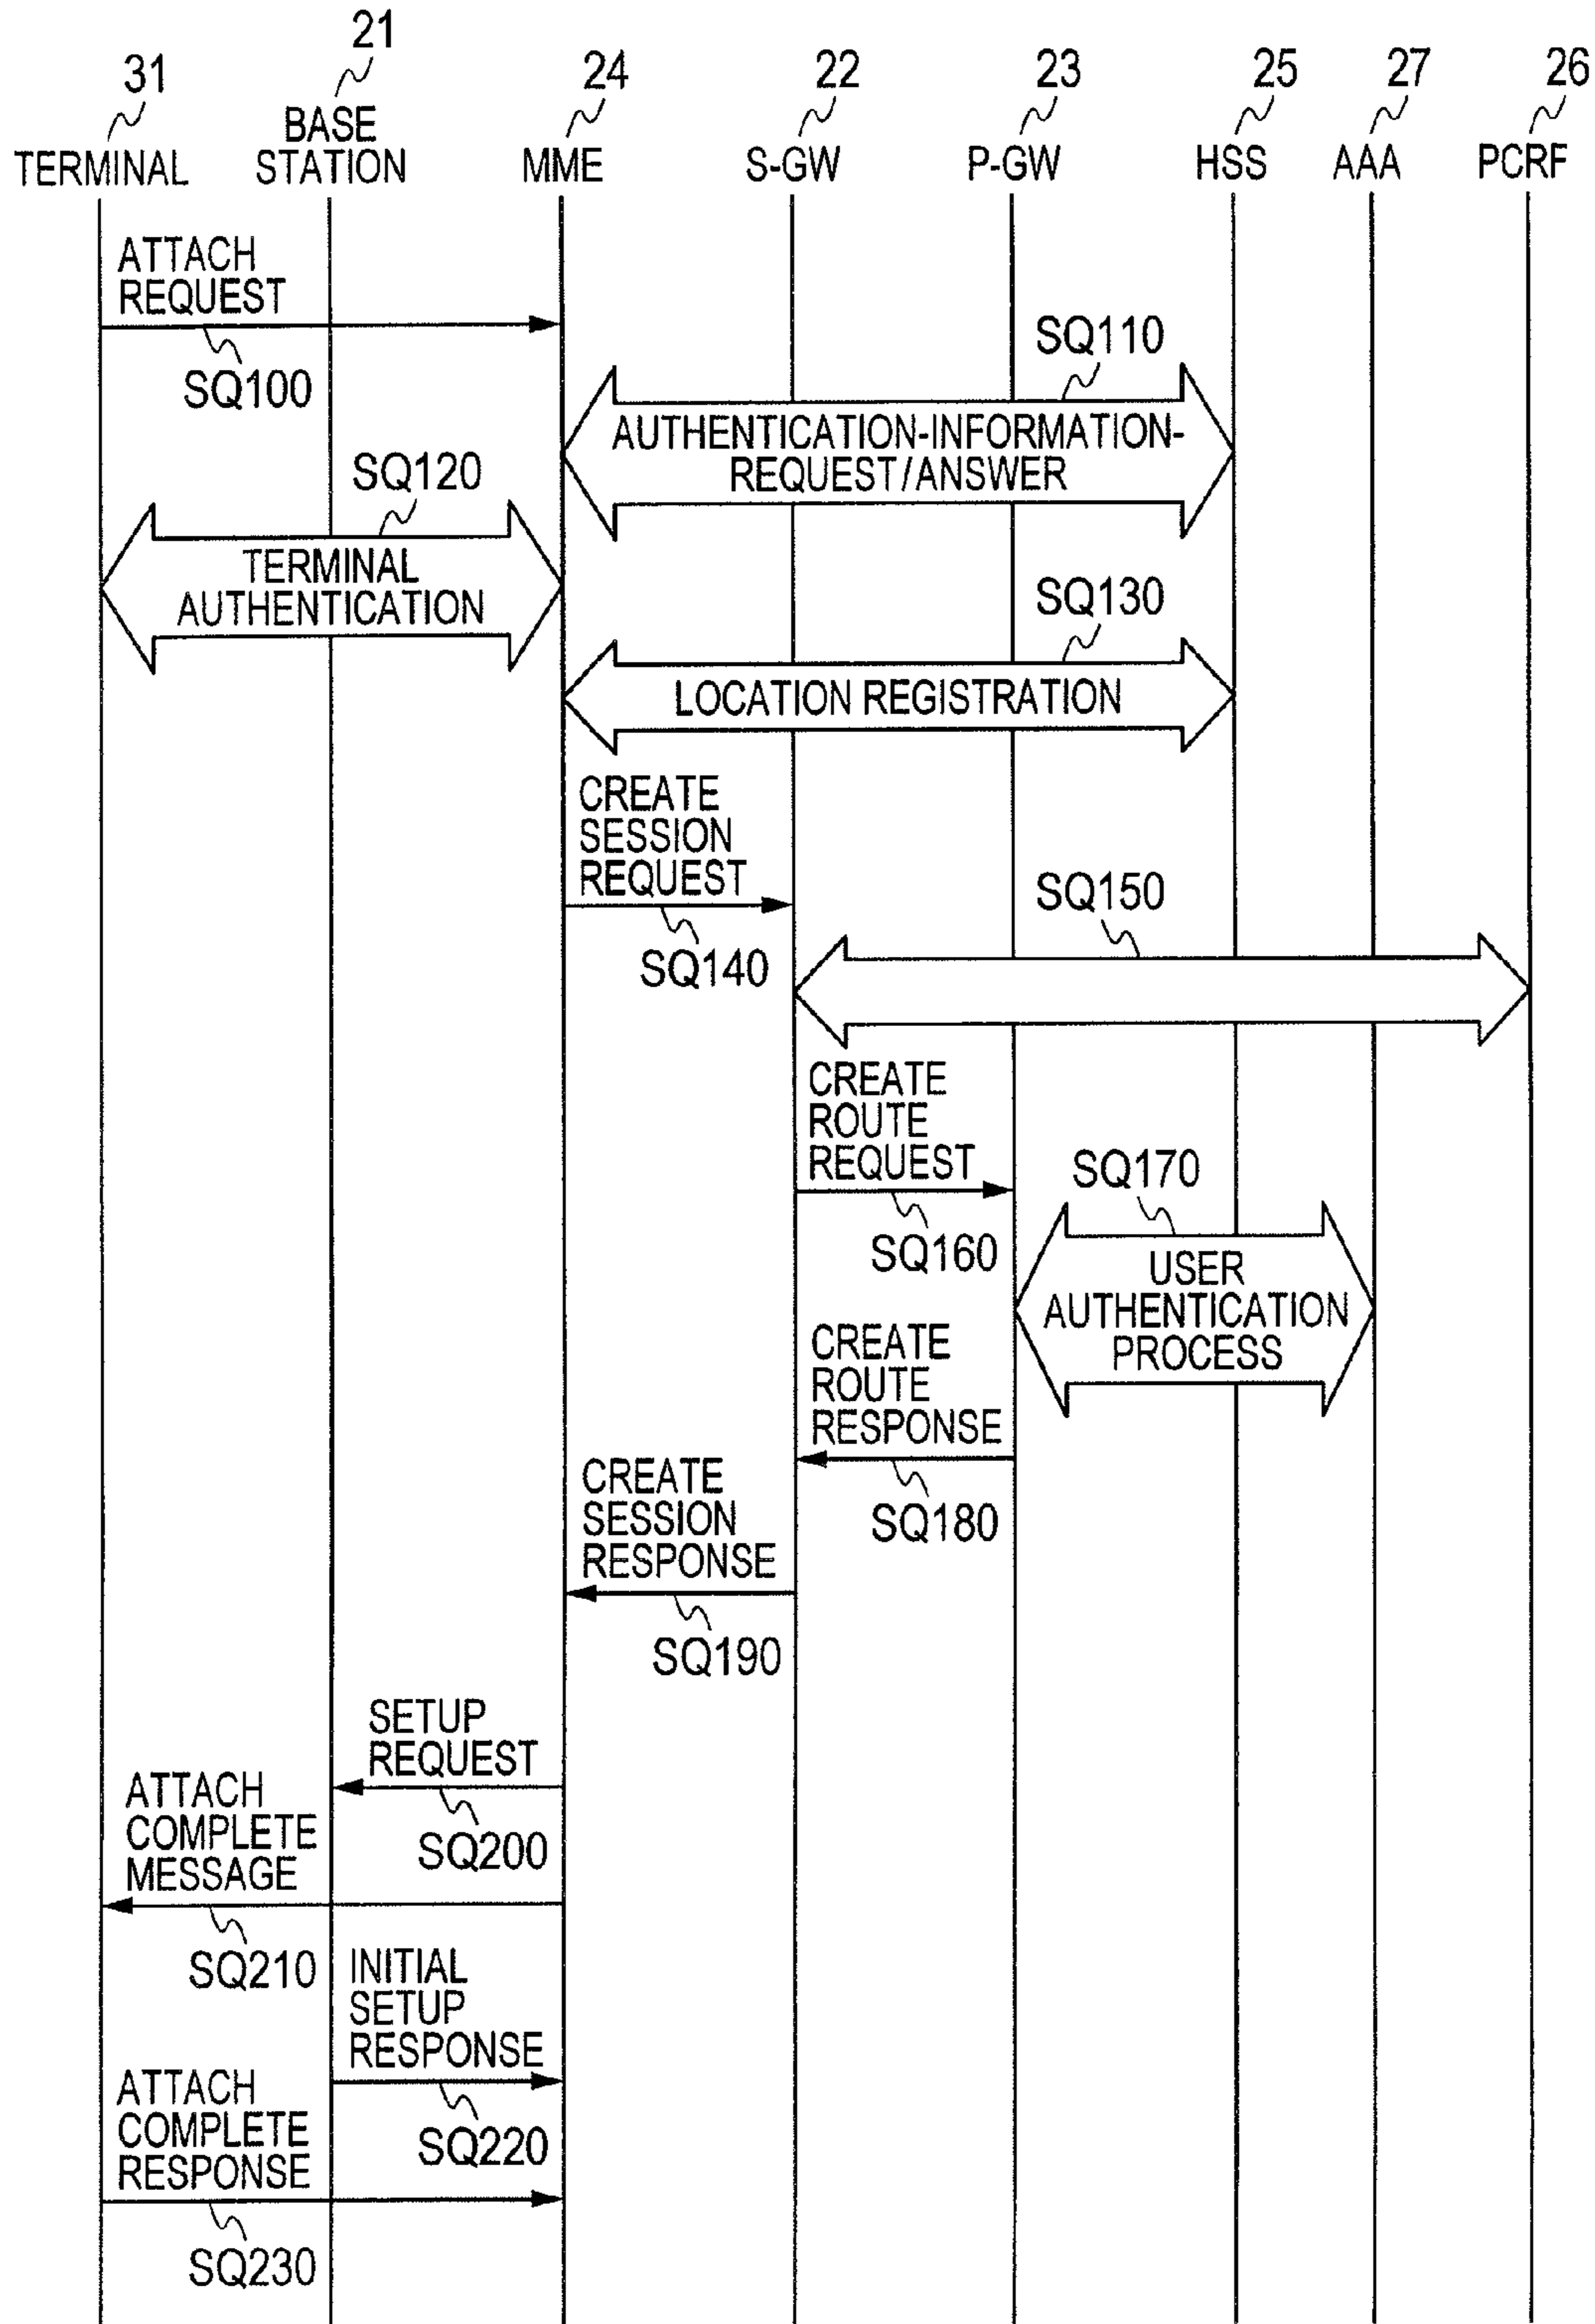 31
21
24
22
23
25
27
26
TERMINAL
BASE
STATION
MME
S-GW
P-GW
HSS
AAA
PCRF
ATTACH
REQUEST
SQ100
SQ110
AUTHENTICATION-INFORMATION-
REQUEST/ANSWER
SQ120
TERMINAL
AUTHENTICATION
SQ130
LOCATION REGISTRATION
CREATE
SESSION
REQUEST
SQ140
SQ150
CREATE
ROUTE
REQUEST
SQ160
SQ170
USER
AUTHENTICATION
PROCESS
CREATE
ROUTE
RESPONSE
SQ180
CREATE
SESSION
RESPONSE
SQ190
SETUP
REQUEST
SQ200
ATTACH
COMPLETE
MESSAGE
SQ210
INITIAL
SETUP
RESPONSE
SQ220
ATTACH
COMPLETE
RESPONSE
SQ230